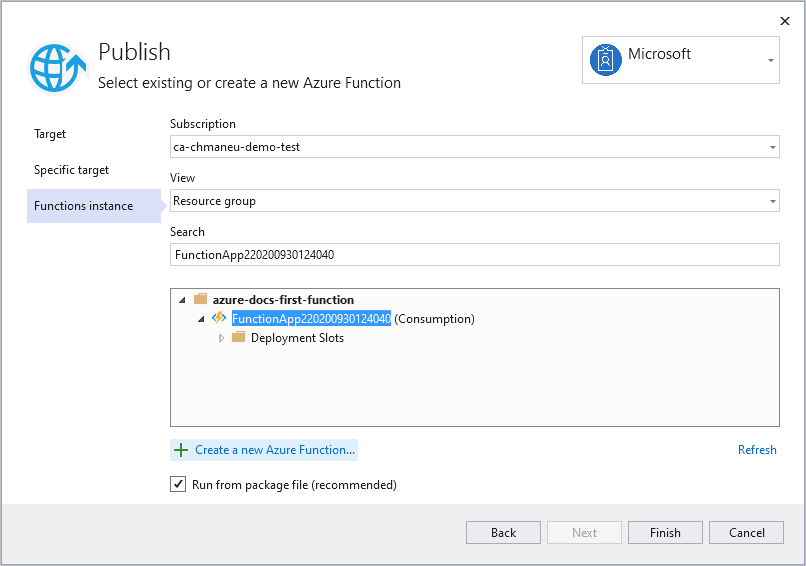 Publish
Select existing or create a new Azure Function
Microsoft
Target
Specific target
Functions instance
Subscription
ca-chmaneu-demo-test
View
Resource group
Search
FunctionApp220200930124040
azure-docs-first-function
FunctionApp220200930124040 (Consumption)
Deployment Slots
Create a new Azure Function...
Refresh
Run from package file (recommended)
Back
Next
Finish
Cancel